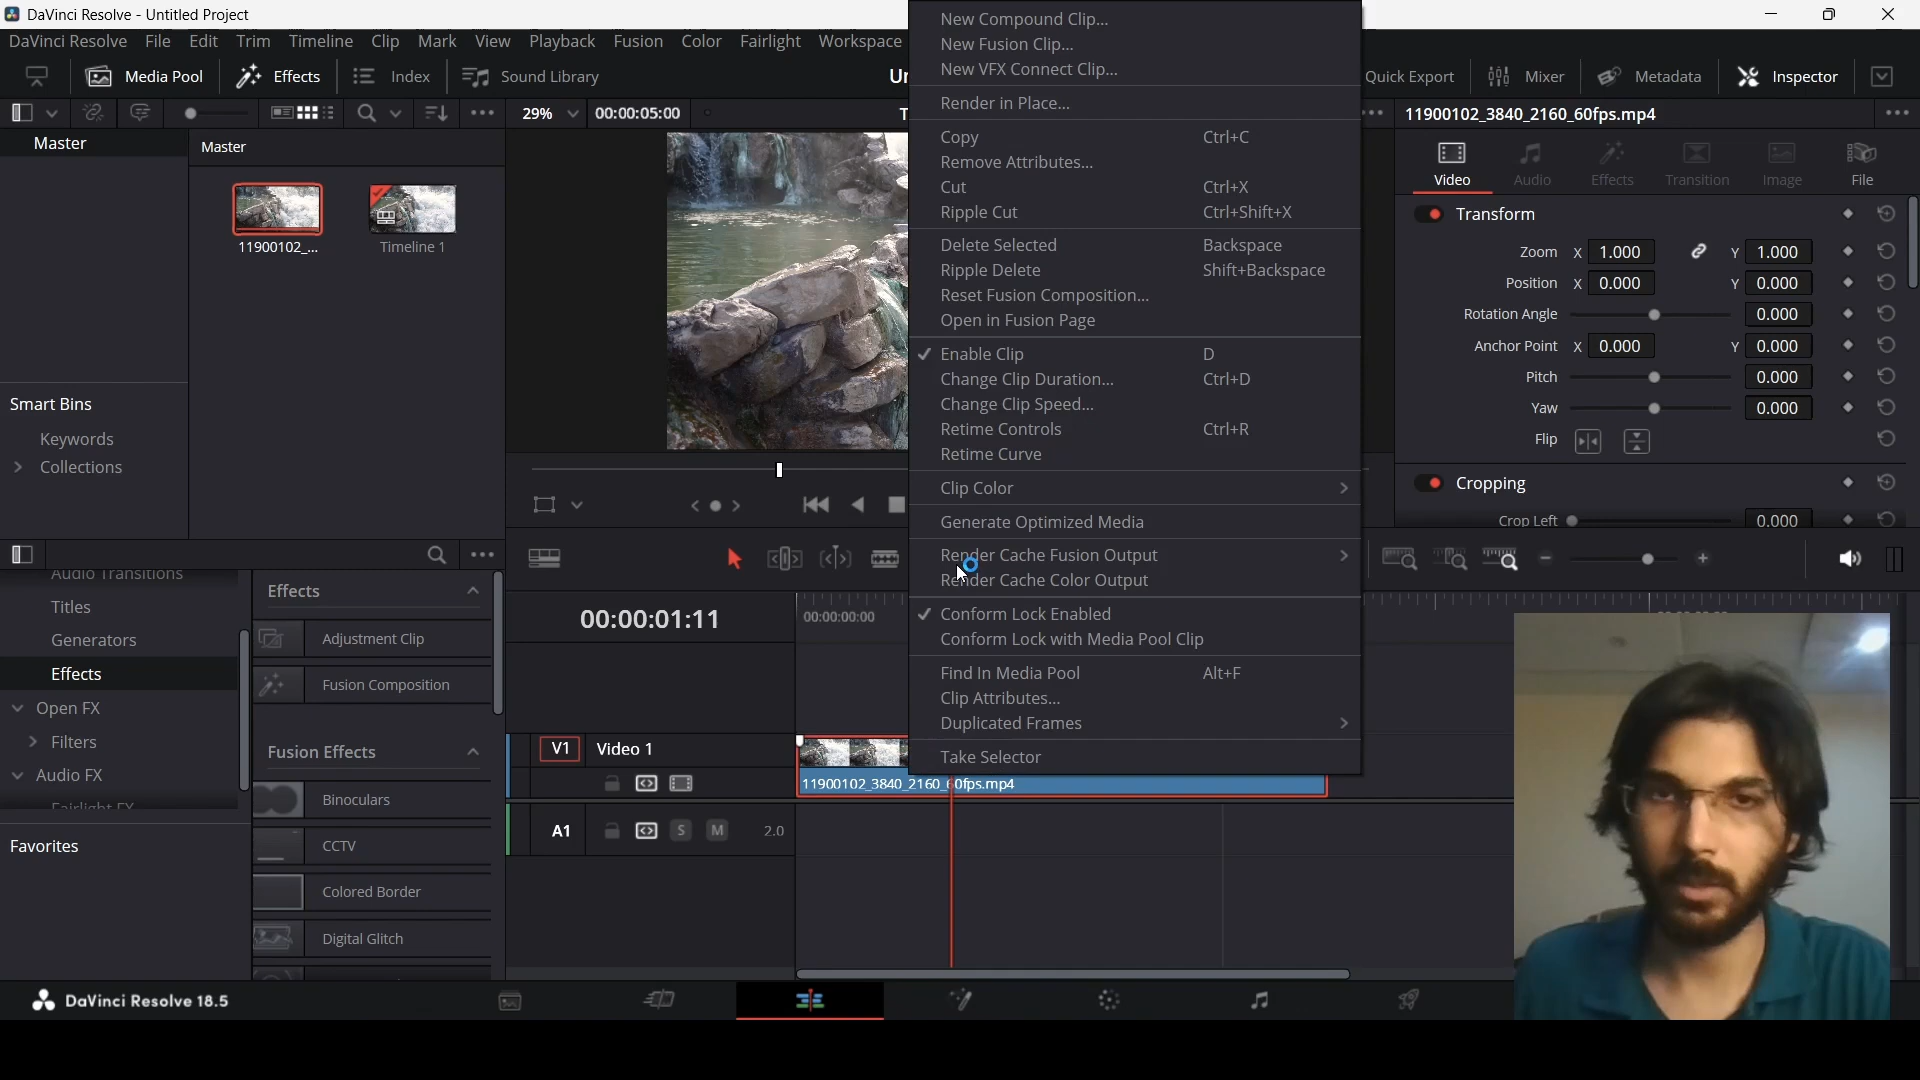 DaVinci Resolve - Untitled Project
DaVinci Resolve File Edit Trim Timeline Clip Mark View Playback Fusion Color Fairlight Workspace
Media Pool Effects Index Sound Library Quick Export Mixer Metadata Inspector
29% 00:00:05:00
11900102_3840_2160_60fps.mp4
Master
Master
11900102_...
Timeline 1
Smart Bins
Keywords
Collections
New Compound Clip...
New Fusion Clip...
New VFX Connect Clip...
Render in Place...
Copy Ctrl+C
Remove Attributes...
Cut Ctrl+X
Ripple Cut Ctrl+Shift+X
Delete Selected Backspace
Ripple Delete Shift+Backspace
Reset Fusion Composition...
Open in Fusion Page
Enable Clip D
Change Clip Duration... Ctrl+D
Change Clip Speed...
Retime Controls Ctrl+R
Retime Curve
Clip Color
Generate Optimized Media
Render Cache Fusion Output
Render Cache Color Output
Conform Lock Enabled
Conform Lock with Media Pool Clip
Find In Media Pool Alt+F
Clip Attributes...
Duplicated Frames
Take Selector
Video Audio Effects Transition Image File
Transform
Zoom X 1.000 Y 1.000
Position X 0.000 Y 0.000
Rotation Angle 0.000
Anchor Point X 0.000 Y 0.000
Pitch 0.000
Yaw 0.000
Flip
Cropping
Crop Left 0.000
Audio Transitions
Titles
Generators
Effects
Open FX
Filters
Audio FX
Fairlight FX
Favorites
Effects
Adjustment Clip
Fusion Composition
Fusion Effects
Binoculars
CCTV
Colored Border
Digital Glitch
00:00:01:11
00:00:00:00
V1 Video 1
11900102_3840_2160_60fps.mp4
A1 S M 2.0
DaVinci Resolve 18.5